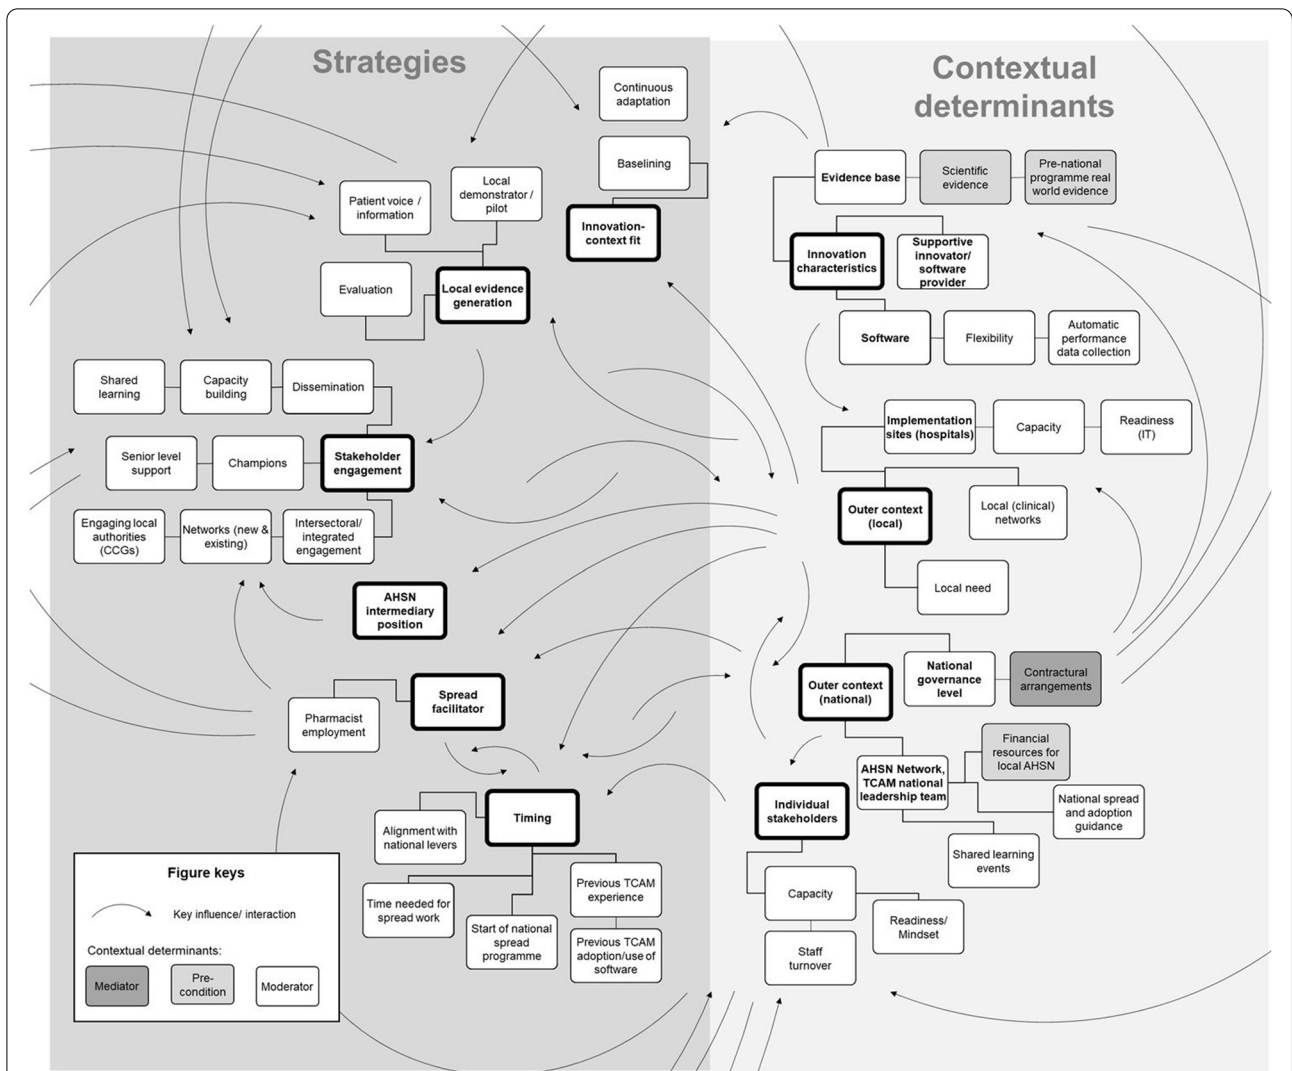 Strategies
Continuous
adaptation
Baselining
Innovation-
context fit
Local
demonstrator /
pilot
Patient voice /
information
Evaluation
Local evidence
generation
Shared
learning
Capacity
building
Dissemination
Senior level
support
Champions
Stakeholder
engagement
Engaging local
authorities
(CCGs)
Networks (new &
existing)
Intersectoral/
integrated
engagement
AHSN
intermediary
position
Spread
facilitator
Pharmacist
employment
Timing
Alignment with
national levers
Time needed for
spread work
Start of national
spread
programme
Previous TCAM
experience
Previous TCAM
adoption/use of
software
Contextual
determinants
Evidence base
Scientific
evidence
Pre-national
programme real
world evidence
Innovation
characteristics
Supportive
innovator/
software
provider
Software
Flexibility
Automatic
performance
data collection
Implementation
sites (hospitals)
Capacity
Readiness
(IT)
Outer context
(local)
Local (clinical)
networks
Local need
Outer context
(national)
National
governance
level
Contractural
arrangements
AHSN Network,
TCAM national
leadership team
Financial
resources for
local AHSN
National spread
and adoption
guidance
Shared learning
events
Individual
stakeholders
Capacity
Readiness/
Mindset
Staff
turnover
Figure keys
Key influence/ interaction
Contextual determinants:
Mediator
Pre-
condition
Moderator